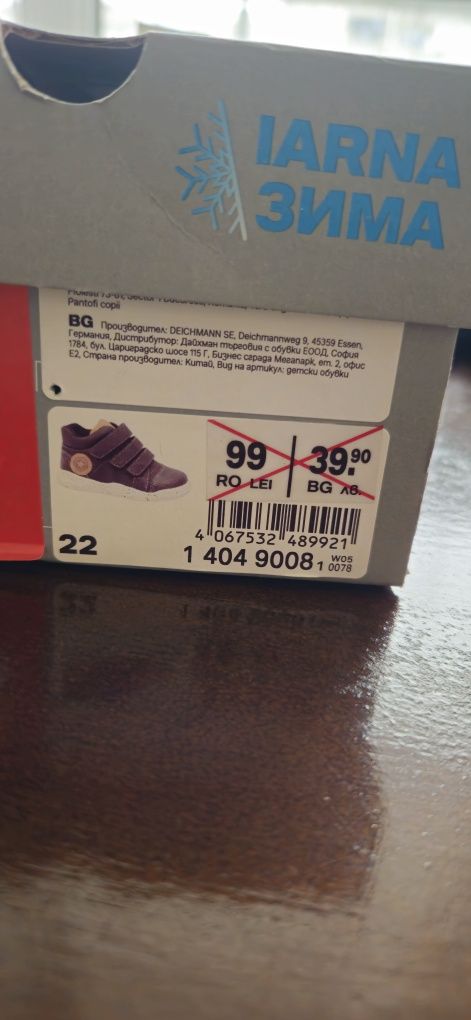 IARNA
ЗИМА
Pantofi copii
BG Производител: DEICHMANN SE, Deichmannweg 9, 45359 Essen,
Германия, Дистрибутор: Дайхман търговия с обувки ЕООД, София
1784, бул. Цариградско шосе 115 Г, Бизнес сграда Мегапарк, ет. 2, офис
Е2, Страна производител: Китай, Вид на артикул: детски обувки
99 39.90
RO LEI BG лв.
4 067532 489921
22
1 404 9008 1 W05
0078